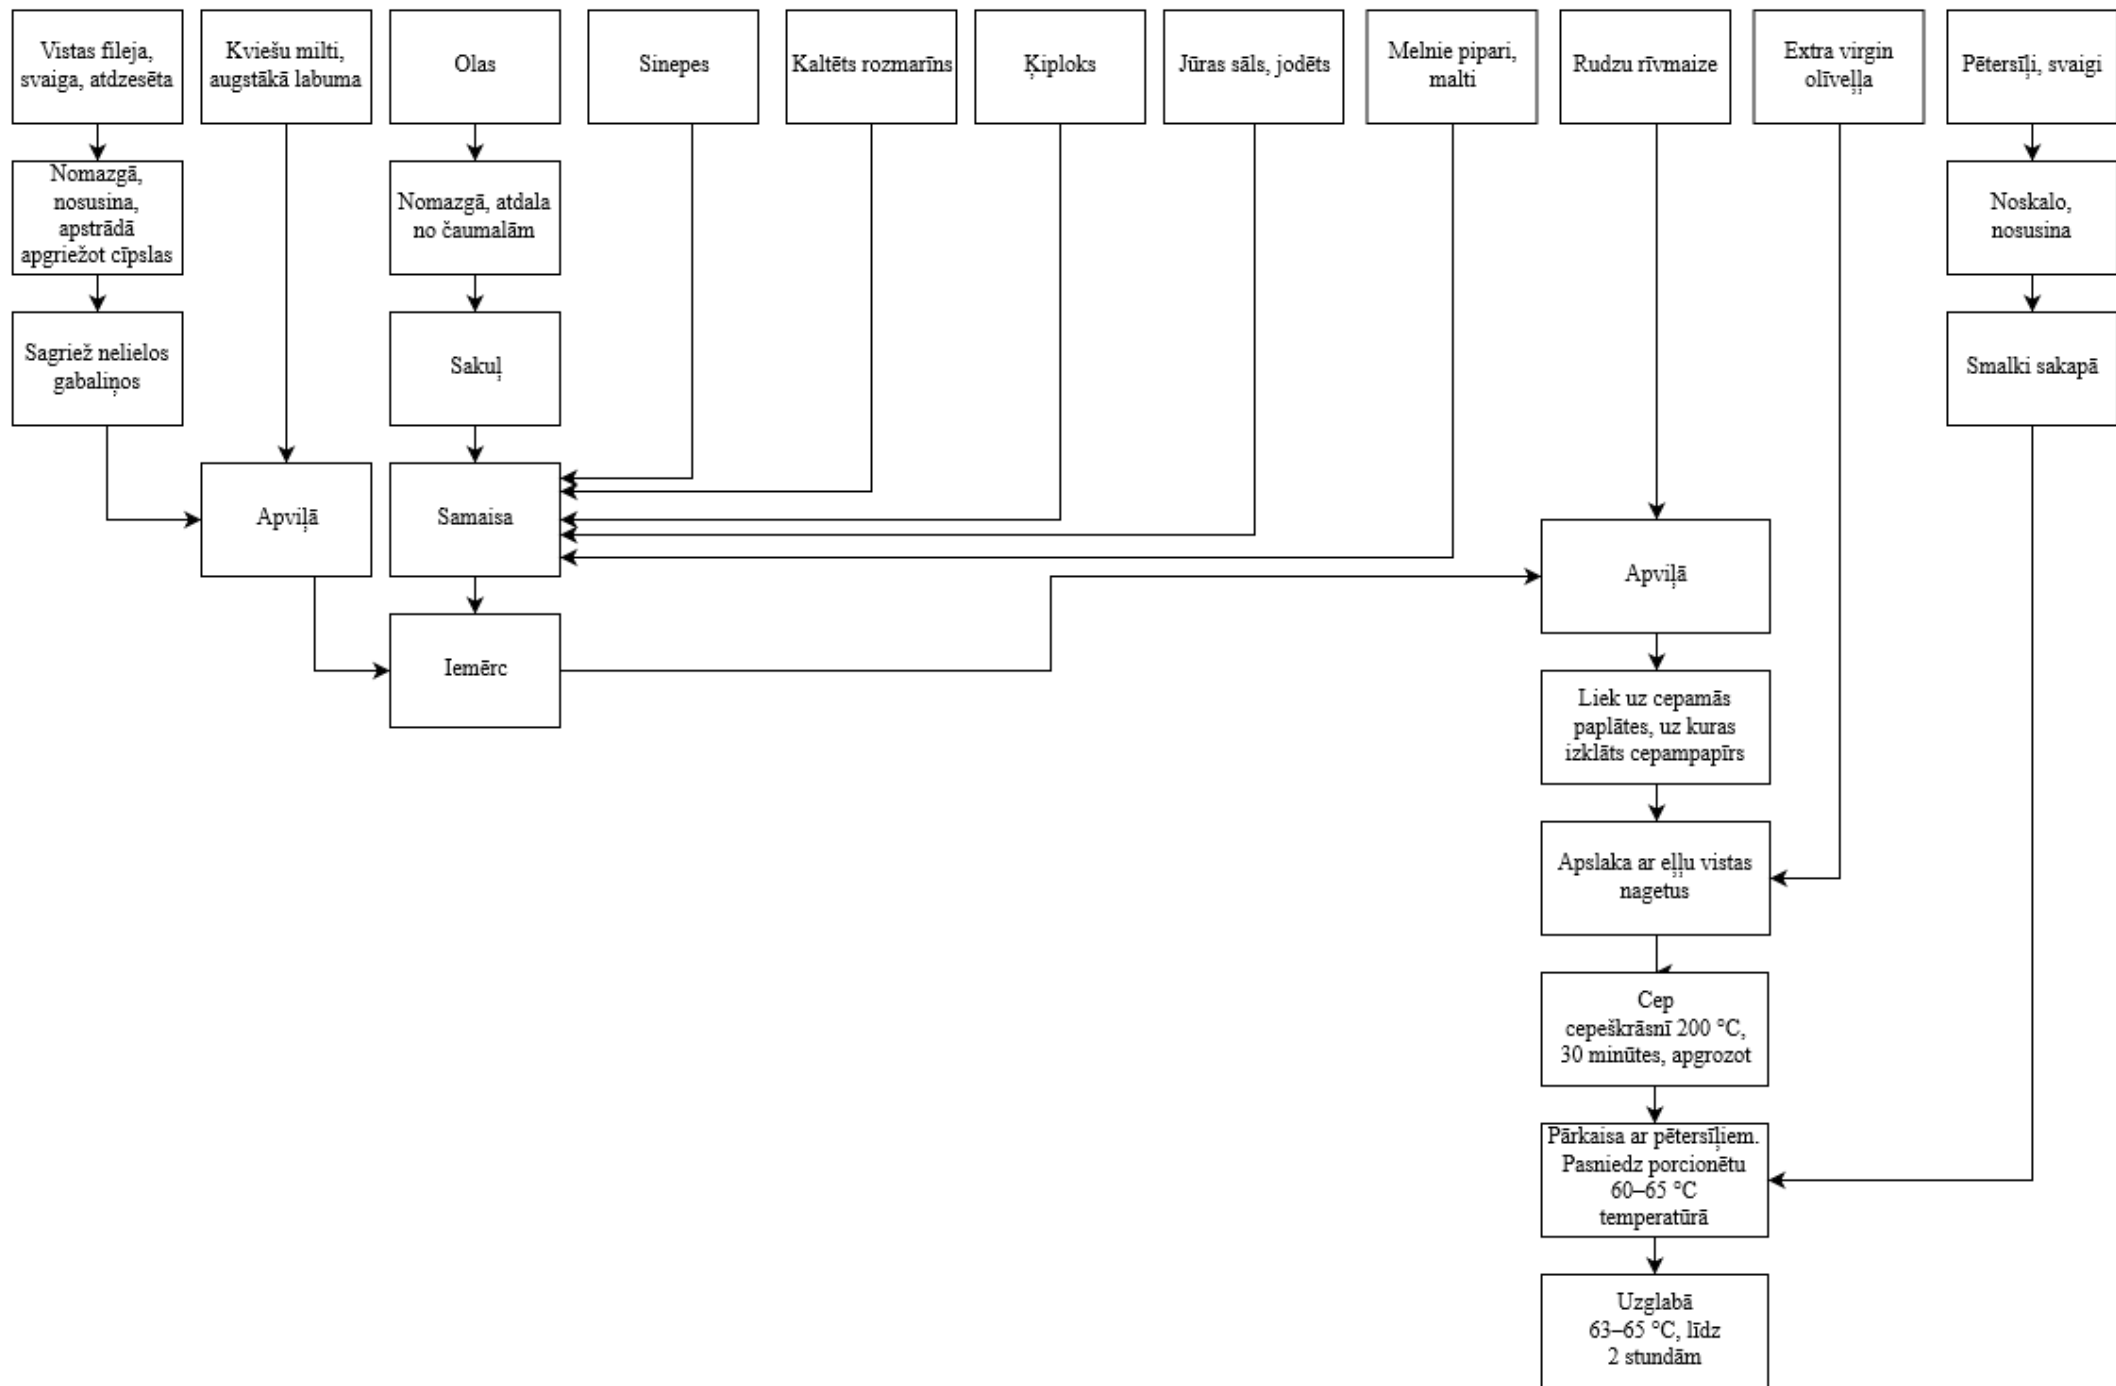 Vistas fileja,
svaiga, atdzesēta
Kviešu milti,
augstākā labuma
Olas
Sinepes
Kaltēts rozmarīns
Ķiploks
Jūras sāls, jodēts
Melnie pipari,
malti
Rudzu rīvmaize
Extra virgin
olīveļļa
Pētersīļi, svaigi
Nomazgā,
nosusina,
apstrādā
apgriežot cīpslas
Nomazgā, atdala
no čaumalām
Noskalo,
nosusina
Sagriež nelielos
gabaliņos
Sakuļ
Smalki sakapā
Apviļā
Samaisa
Apviļā
Iemērc
Liek uz cepamās
paplātes, uz kuras
izklāts cepampapīrs
Apslaka ar eļļu vistas
nagetus
Cep
cepeškrāsnī 200 °C,
30 minūtes, apgrozot
Pārkaisa ar pētersīļiem.
Pasniedz porcionētu
60–65 °C
temperatūrā
Uzglabā
63–65 °C, līdz
2 stundām